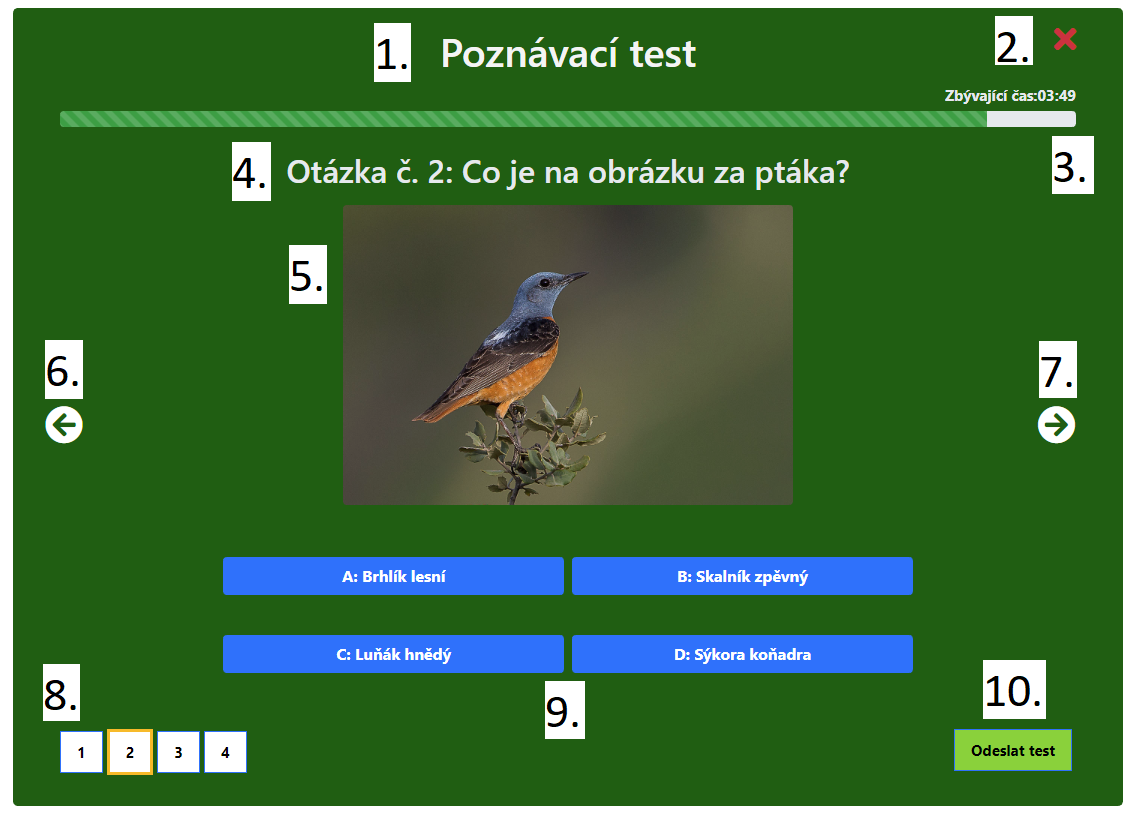 1. Poznávací test
2.
Zbývající čas:03:49
3.
4. Otázka č. 2: Co je na obrázku za ptáka?
5.
6.
7.
A: Brhlík lesní
B: Skalník zpěvný
C: Luňák hnědý
D: Sýkora koňadra
8.
9.
10.
1 2 3 4
Odeslat test